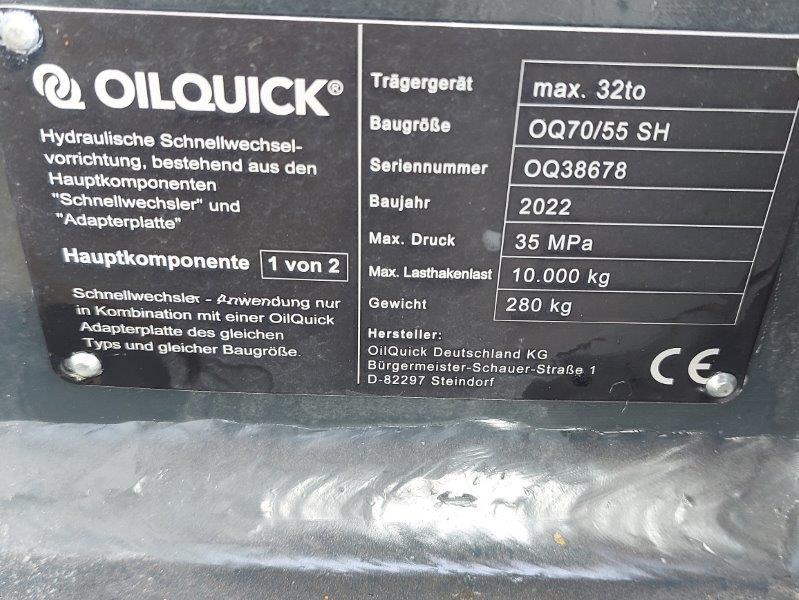 OILQUICK®
Hydraulische Schnellwechsel-
vorrichtung, bestehend aus den
Hauptkomponenten
"Schnellwechsler" und
"Adapterplatte"
Hauptkomponente 1 von 2
Schnellwechsler - Anwendung nur
in Kombination mit einer OilQuick
Adapterplatte des gleichen
Typs und gleicher Baugröße.
Trägergerät max. 32to
Baugröße OQ70/55 SH
Seriennummer OQ38678
Baujahr 2022
Max. Druck 35 MPa
Max. Lasthakenlast 10.000 kg
Gewicht 280 kg
Hersteller:
OilQuick Deutschland KG
Bürgermeister-Schauer-Straße 1
D-82297 Steindorf
CE